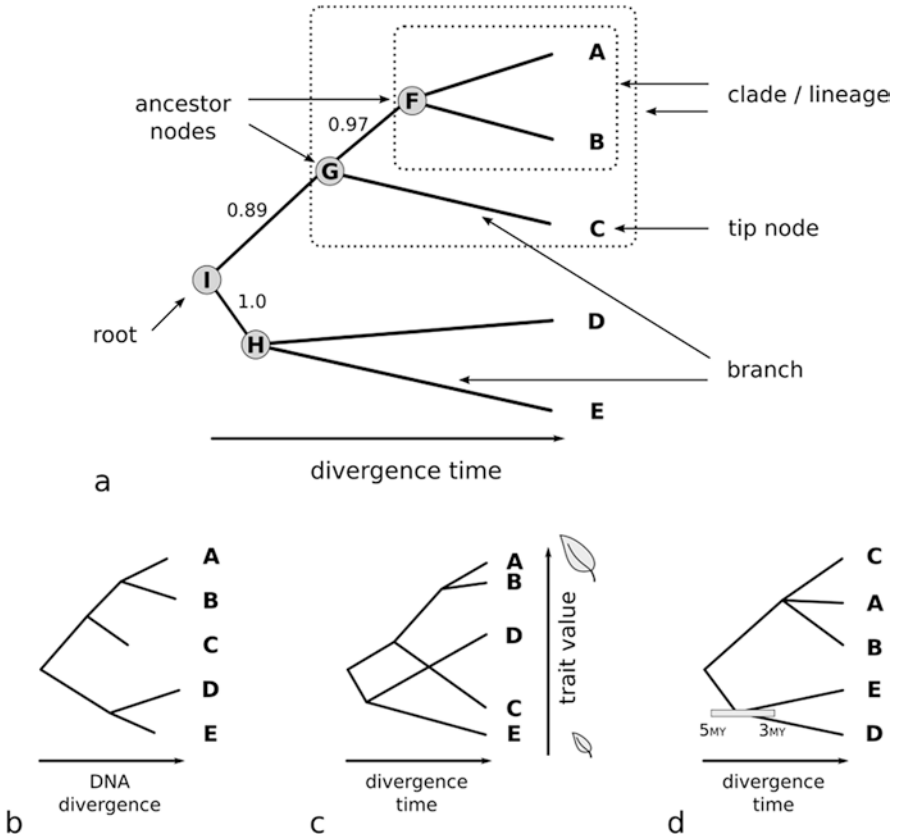 A
ancestor
nodes
F
clade / lineage
0.97
B
G
0.89
C
tip node
I
1.0
root
D
H
branch
E
divergence time
a
A
B
C
D
E
DNA
divergence
b
A
B
D
C
E
trait value
divergence
time
c
C
A
B
E
5MY
3MY
D
divergence
time
d